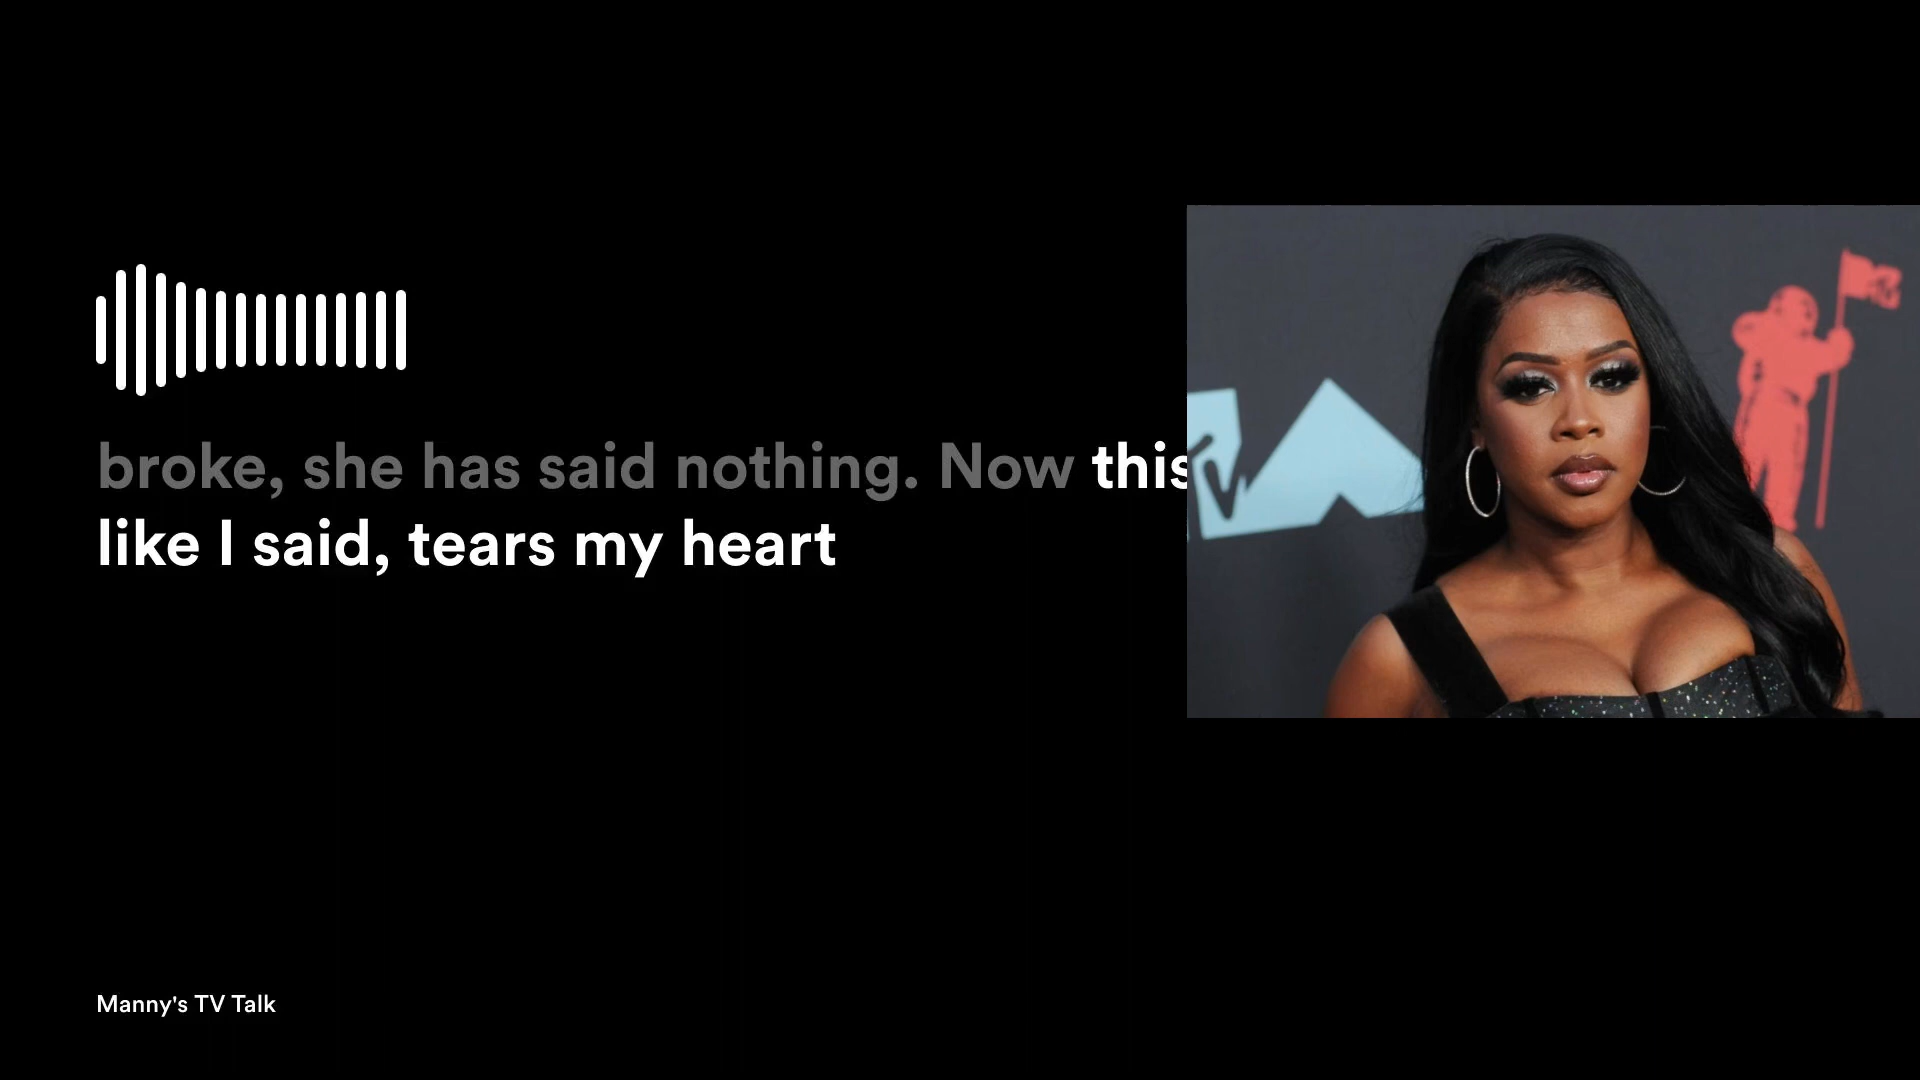 broke, she has said nothing. Now this
like I said, tears my heart
Manny's TV Talk